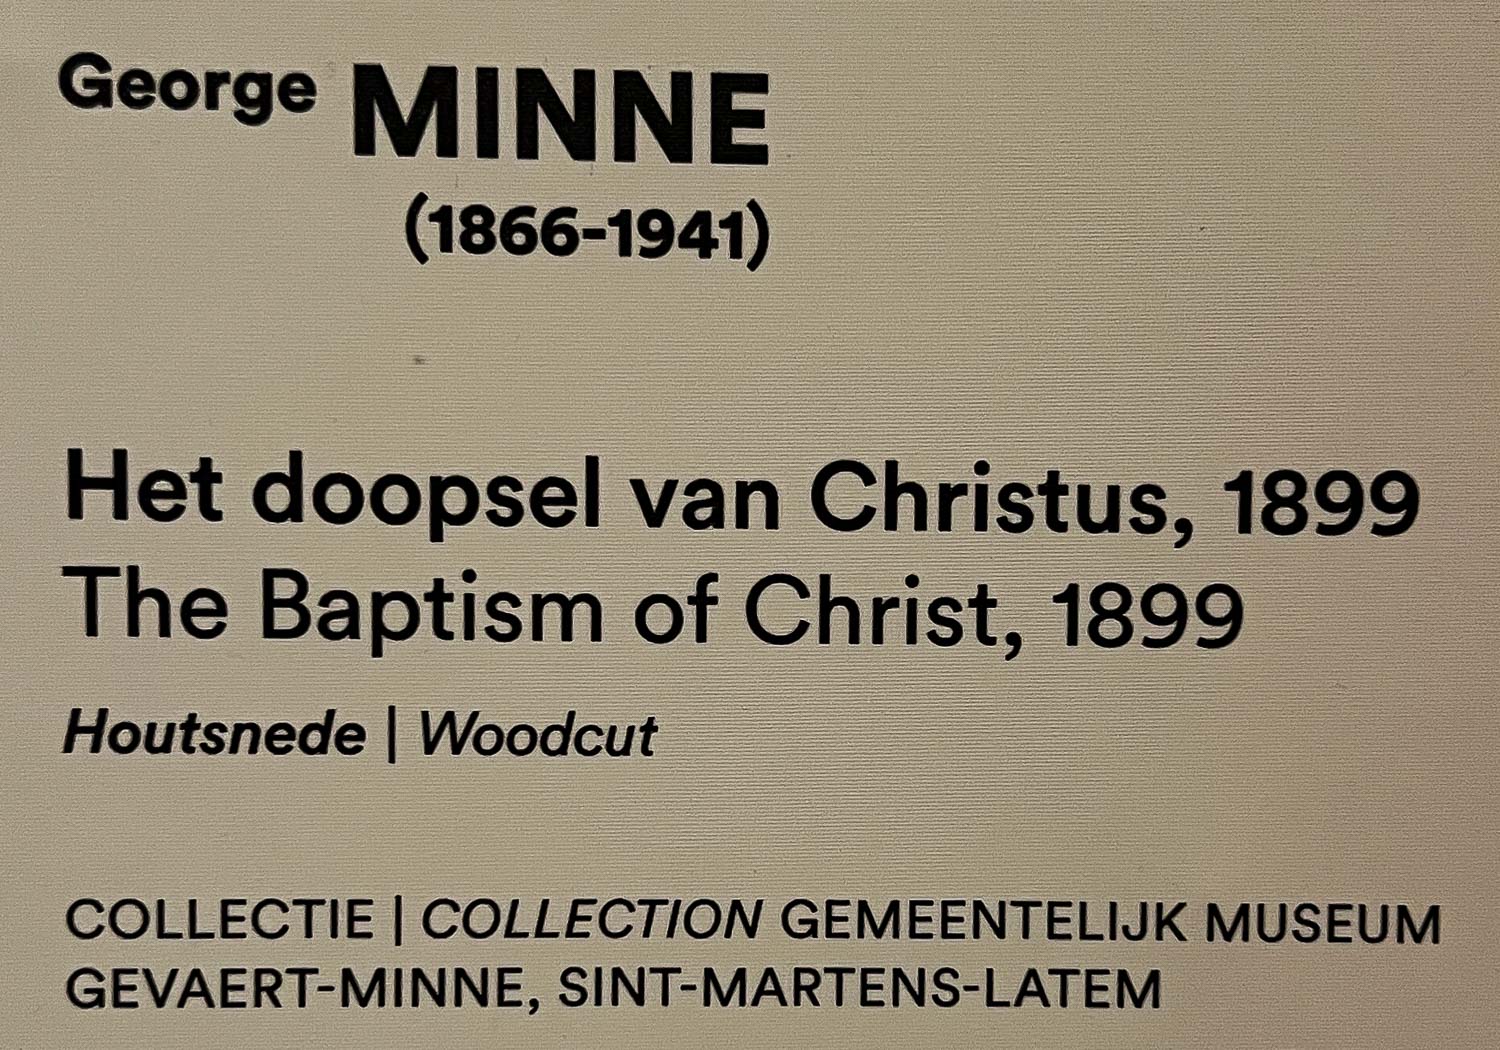 George MINNE
(1866-1941)
Het doopsel van Christus, 1899
The Baptism of Christ, 1899
Houtsnede | Woodcut
COLLECTIE | COLLECTION GEMEENTELIJK MUSEUM
GEVAERT-MINNE, SINT-MARTENS-LATEM